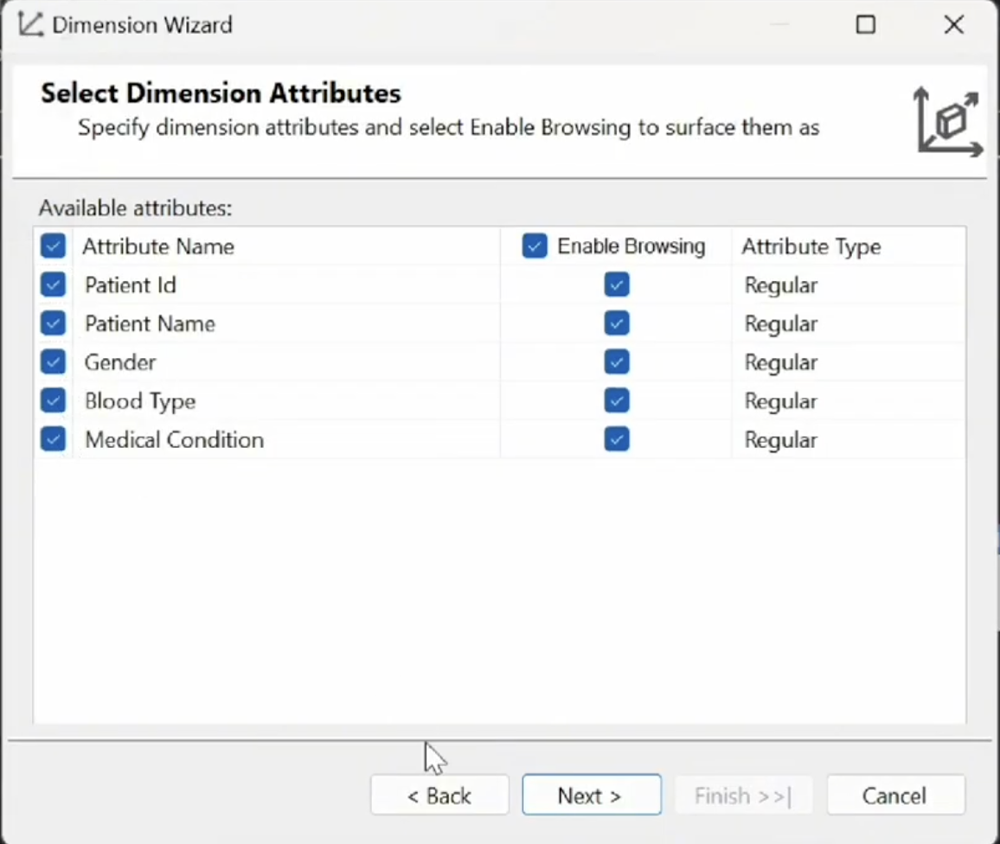 Dimension Wizard
Select Dimension Attributes
Specify dimension attributes and select Enable Browsing to surface them as
Available attributes:
Attribute Name Enable Browsing Attribute Type
Patient Id Regular
Patient Name Regular
Gender Regular
Blood Type Regular
Medical Condition Regular
< Back Next > Finish >>| Cancel